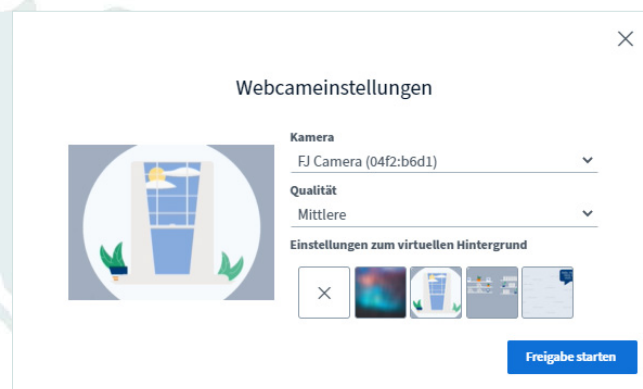 Webcameinstellungen
Kamera
FJ Camera (04f2:b6d1)
Qualität
Mittlere
Einstellungen zum virtuellen Hintergrund
Freigabe starten